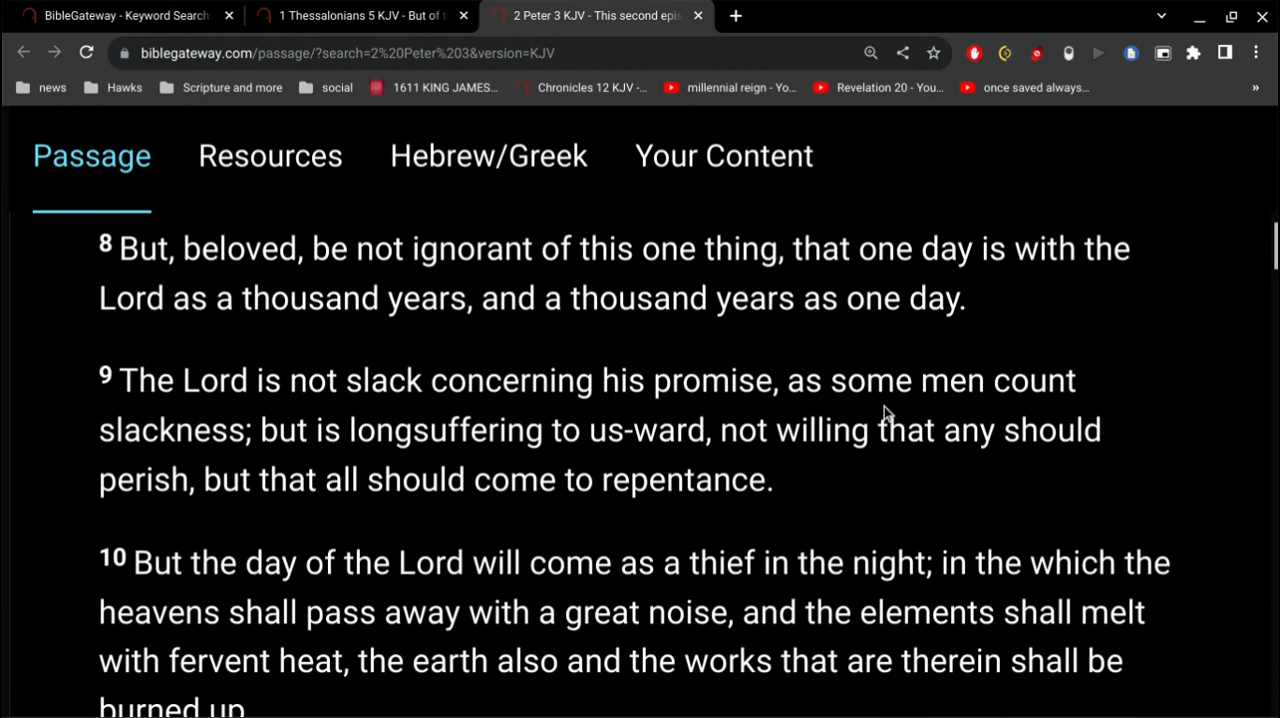 BibleGateway - Keyword Search:
1 Thessalonians 5 KJV - But of t
2 Peter 3 KJV - This second epis
biblegateway.com/passage/?search=2%20Peter%203&version=KJV
news
Hawks
Scripture and more
social
1611 KING JAMES...
Chronicles 12 KJV -...
millennial reign - Yo...
Revelation 20 - You...
once saved always...
»
Passage
Resources
Hebrew/Greek
Your Content
8 But, beloved, be not ignorant of this one thing, that one day is with the
Lord as a thousand years, and a thousand years as one day.
9 The Lord is not slack concerning his promise, as some men count
slackness; but is longsuffering to us-ward, not willing that any should
perish, but that all should come to repentance.
10 But the day of the Lord will come as a thief in the night; in the which the
heavens shall pass away with a great noise, and the elements shall melt
with fervent heat, the earth also and the works that are therein shall be
burned up